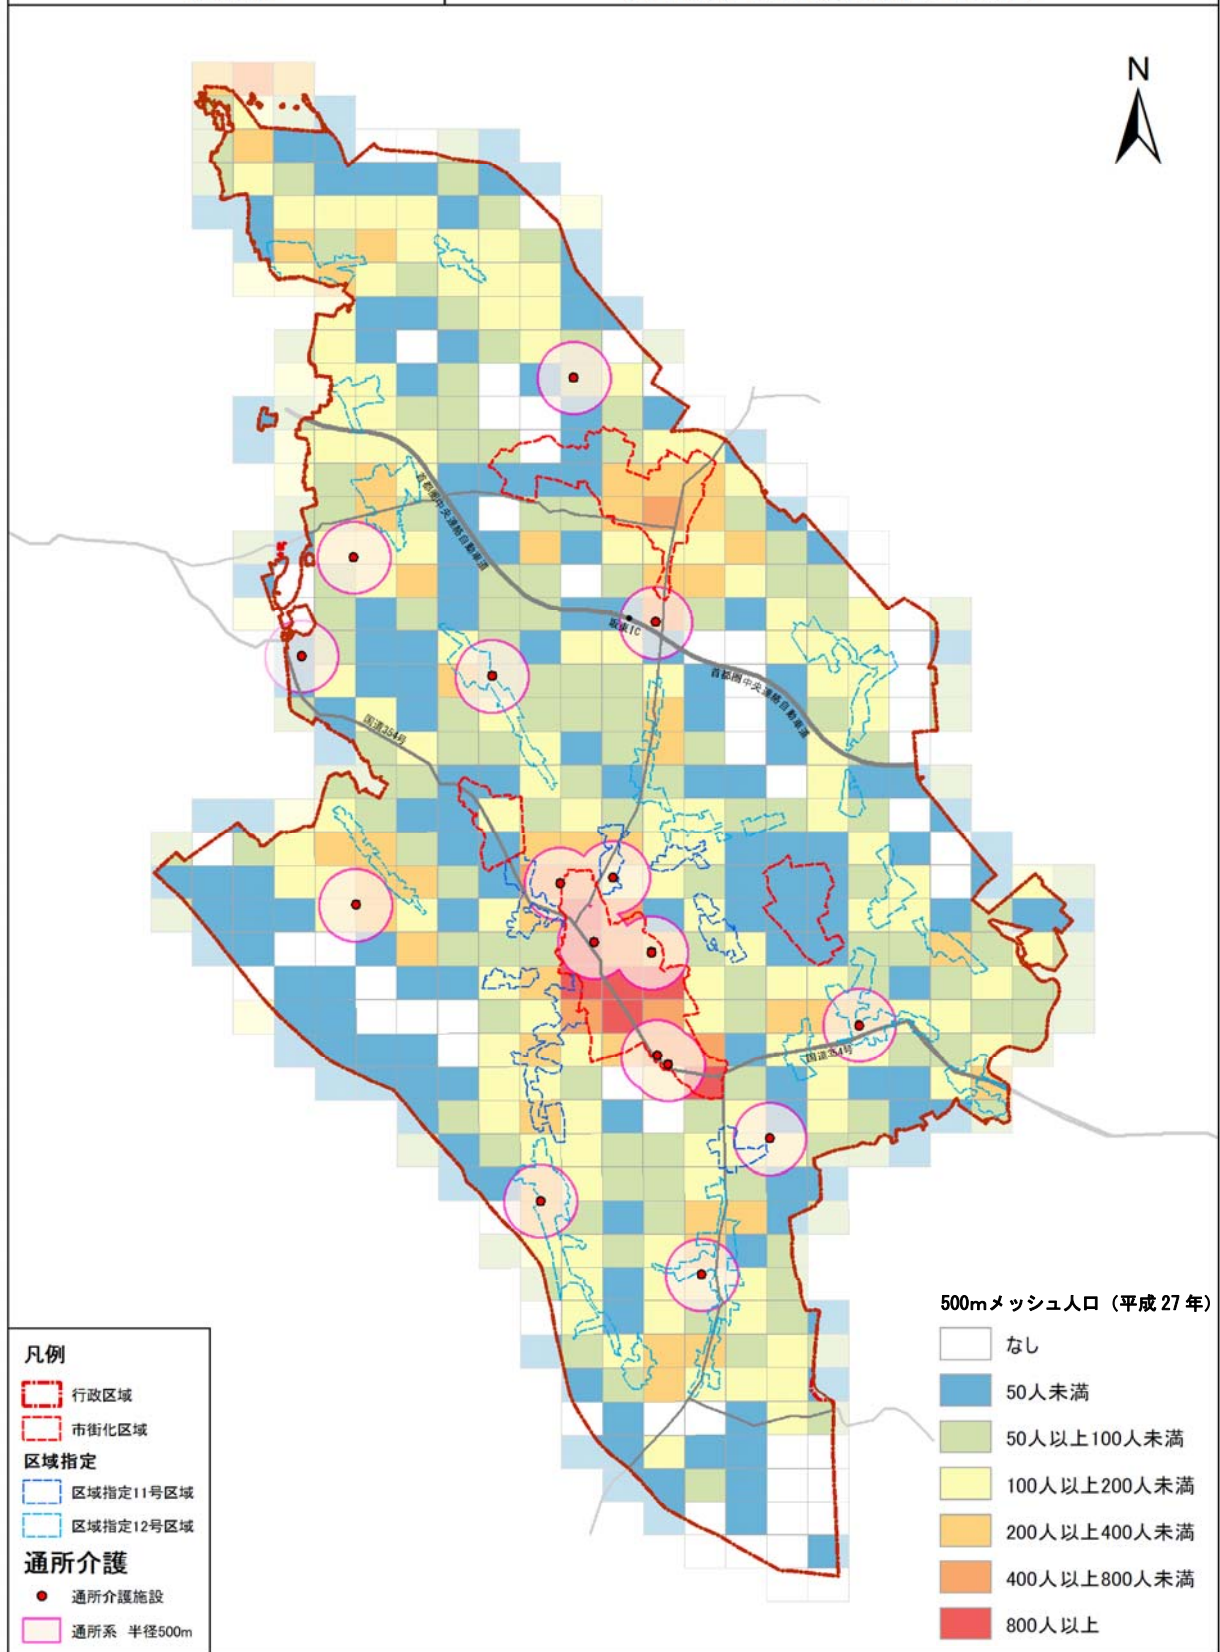 N
首都圏中央連絡自動車道
坂東IC
首都圏中央連絡自動車道
国道354号
国道354号
凡例
行政区域
市街化区域
区域指定
区域指定11号区域
区域指定12号区域
通所介護
通所介護施設
通所系 半径500m
500mメッシュ人口（平成27年）
なし
50人未満
50人以上100人未満
100人以上200人未満
200人以上400人未満
400人以上800人未満
800人以上